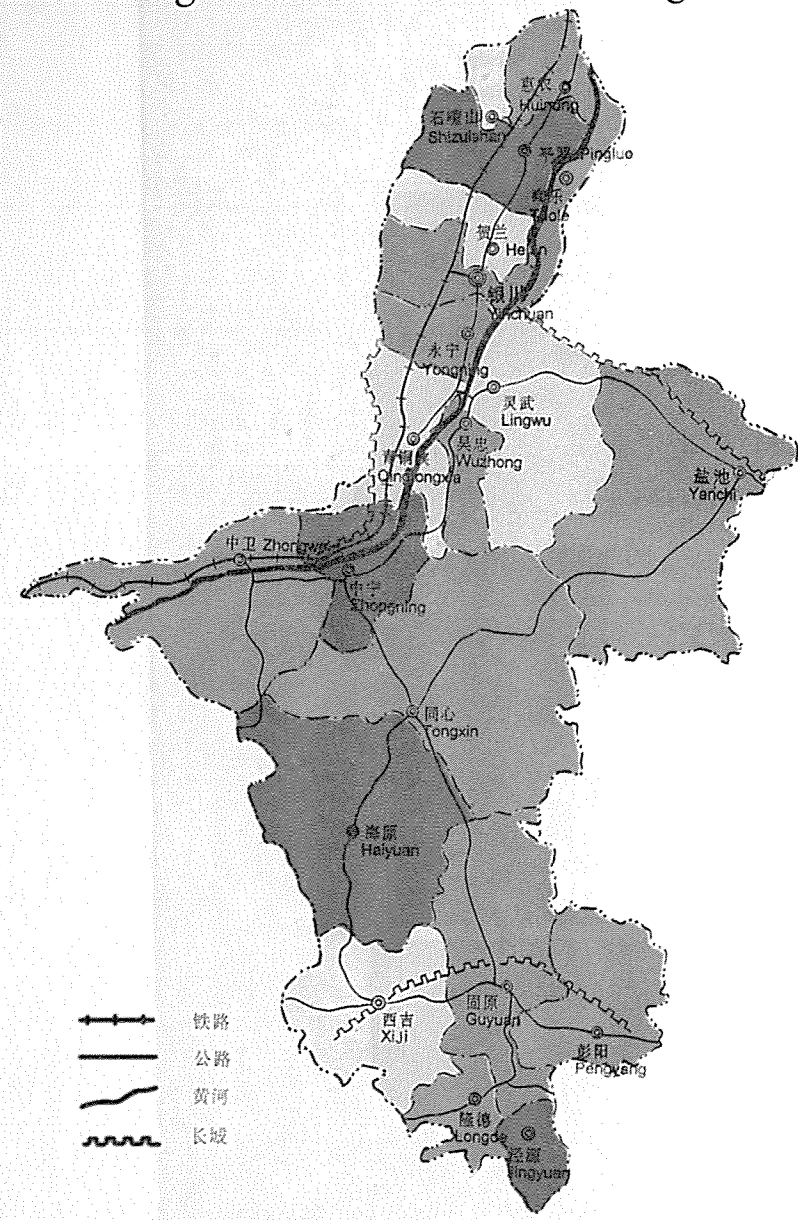 惠农
Huinong
石嘴山
Shizuishan
平罗 Pingluo
陶乐
Taole
贺兰
Helan
银川
Yinchuan
永宁
Yongning
灵武
Lingwu
吴忠
Wuzhong
青铜峡
Qingtongxia
盐池
Yanchi
中卫 Zhongwei
中宁
Zhongning
同心
Tongxin
海原
Haiyuan
西吉
XiJi
固原
Guyuan
彭阳
Pengyang
隆德
Longde
泾源
Jingyuan
铁路
公路
黄河
长城